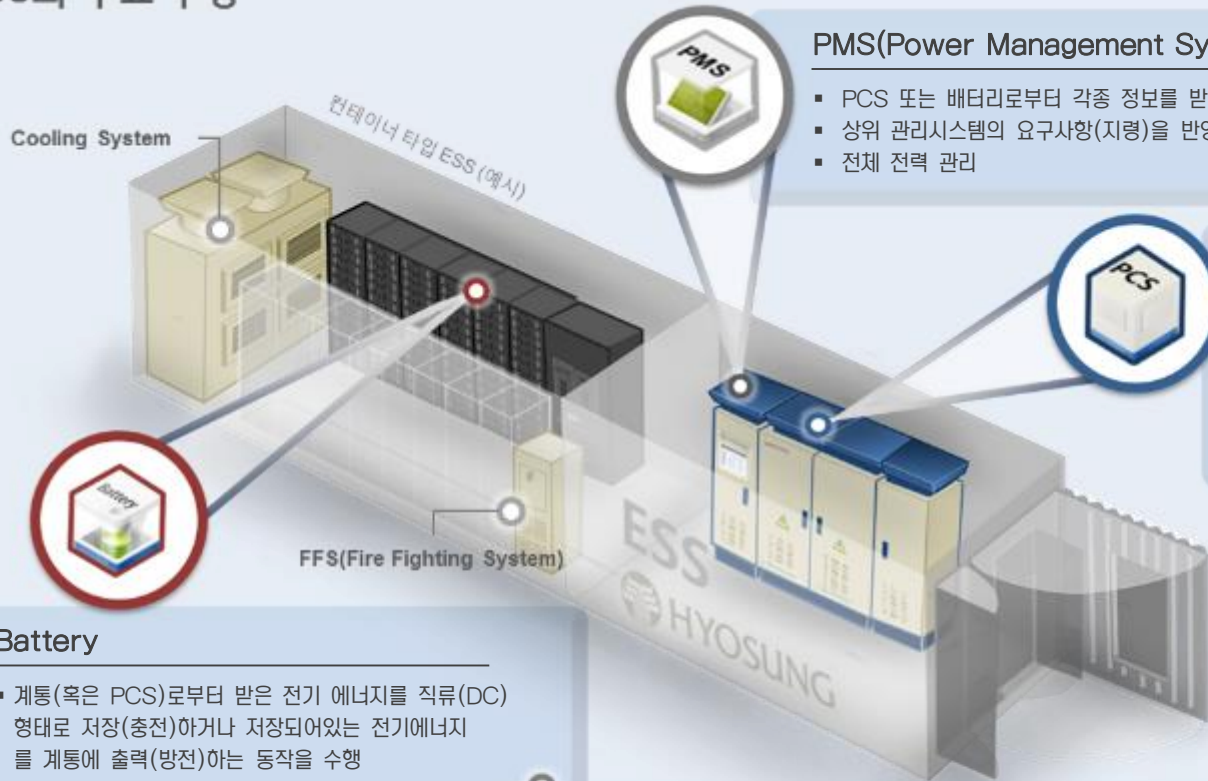 PMS(Power Management Sy
▪ PCS 또는 배터리로부터 각종 정보를 받
▪ 상위 관리시스템의 요구사항(지령)을 반영
▪ 전체 전력 관리
PMS
Cooling System
컨테이너 타입 ESS (예시)
PCS
Battery
FFS(Fire Fighting System)
ESS
HYOSUNG
Battery
▪ 계통(혹은 PCS)로부터 받은 전기 에너지를 직류(DC)
형태로 저장(충전)하거나 저장되어있는 전기에너지
를 계통에 출력(방전)하는 동작을 수행